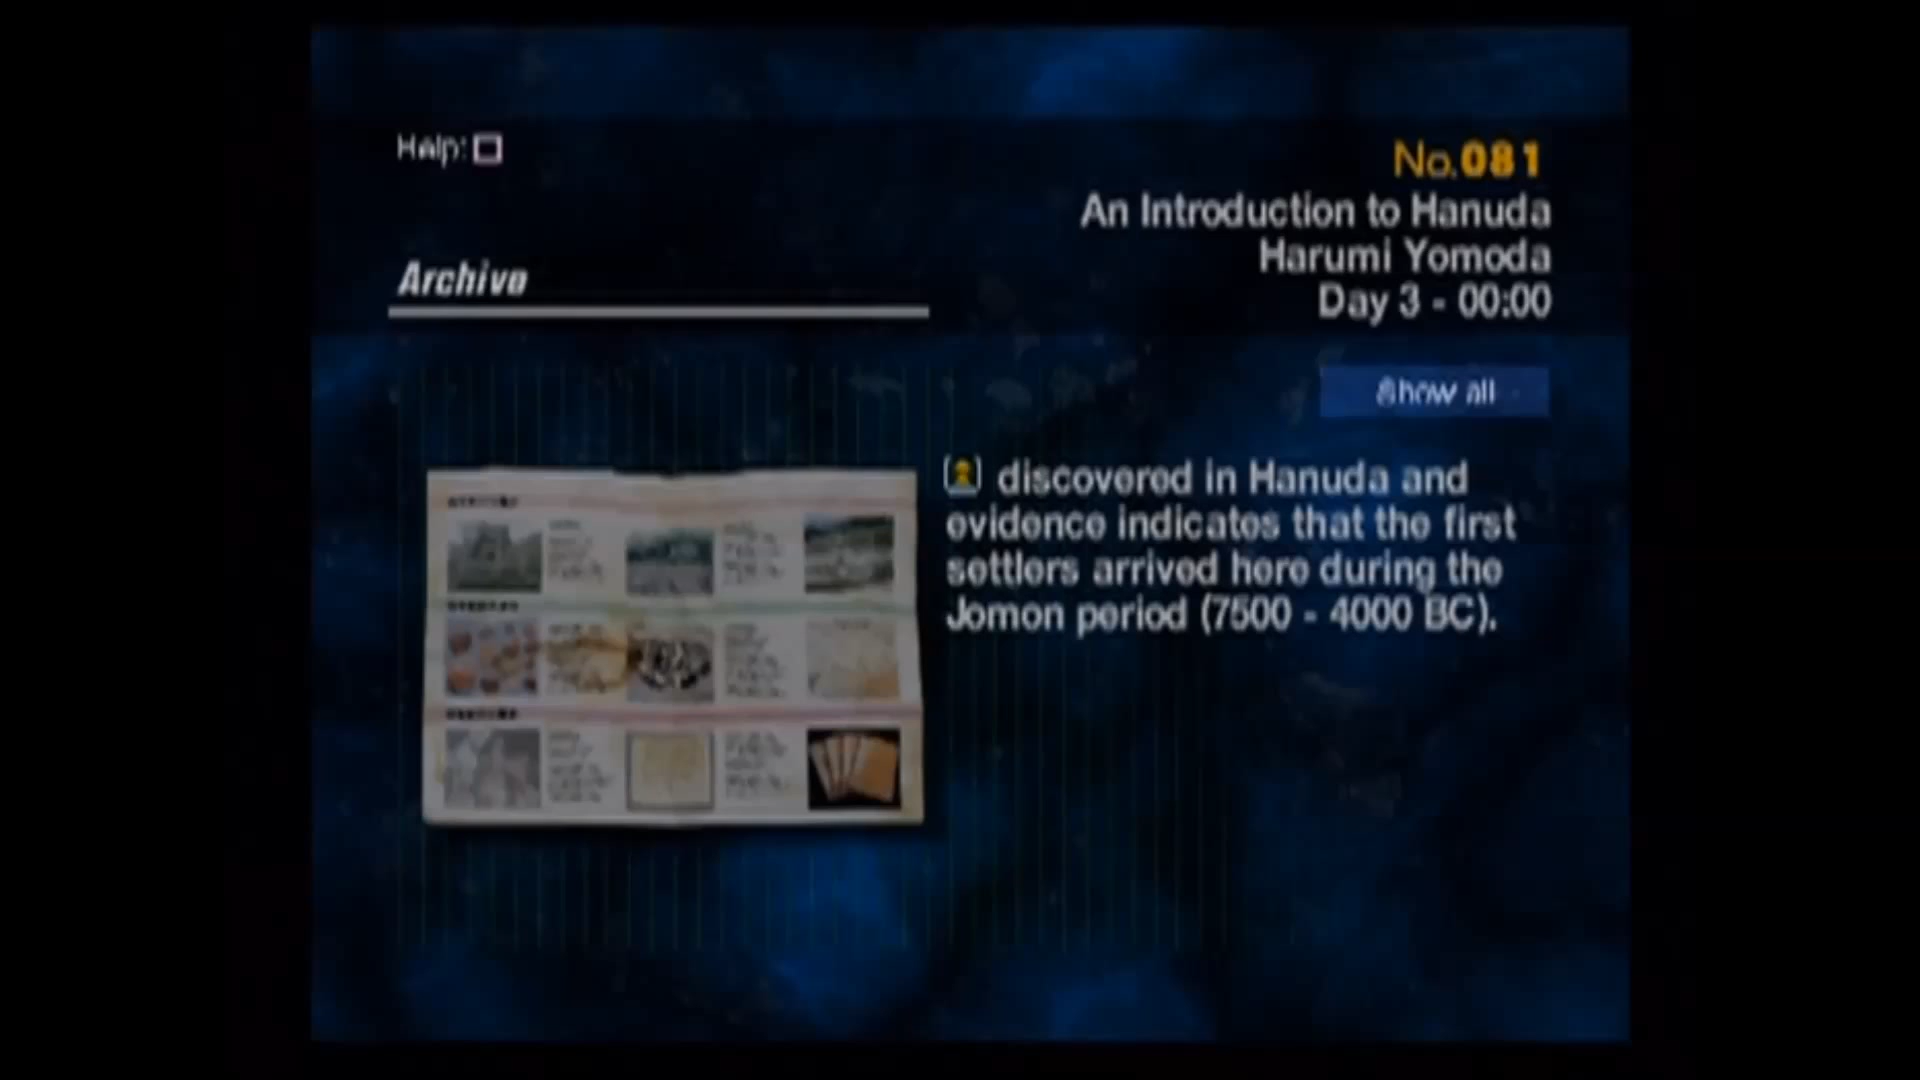 Help:
No.081
An Introduction to Hanuda
Harumi Yomoda
Day 3 - 00:00
Archive
Show all
discovered in Hanuda and
evidence indicates that the first
settlers arrived here during the
Jomon period (7500 - 4000 BC).